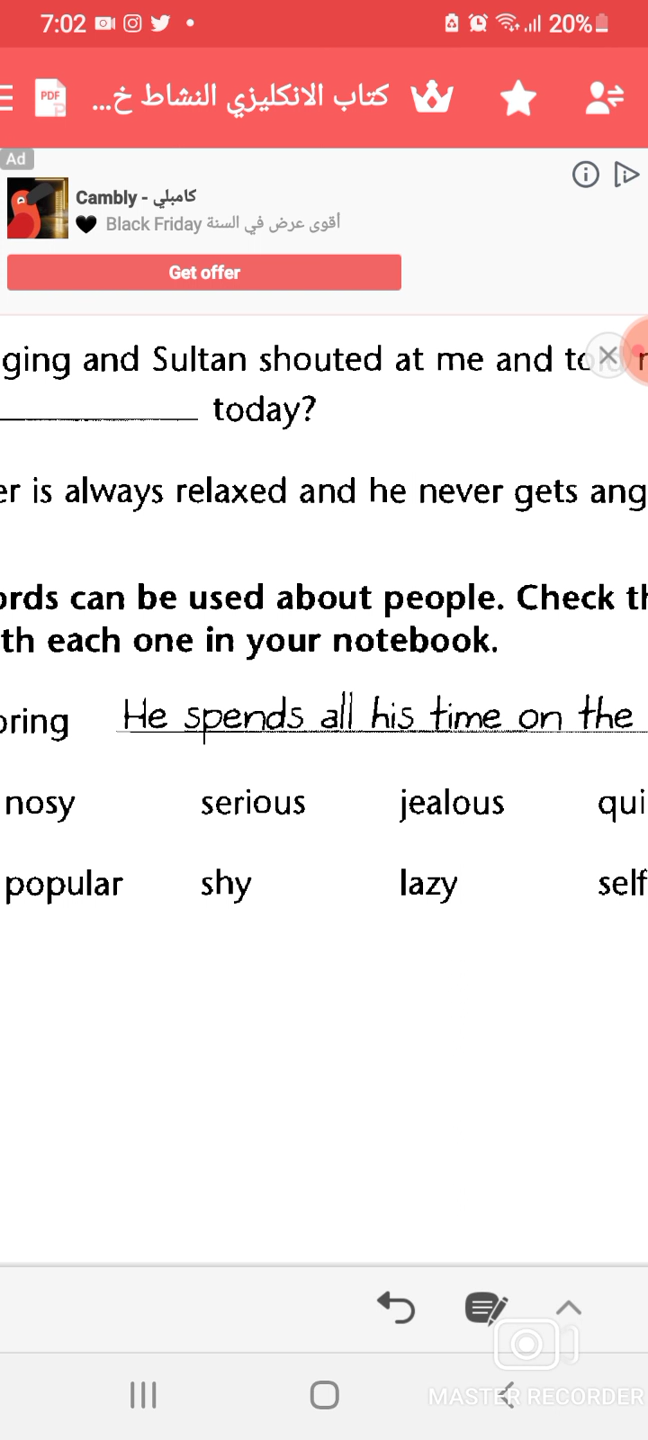 7:02 20%
PDF كتاب الانكليزي النشاط خ...
Ad
Cambly - كامبلي
🖤 Black Friday أقوى عرض في السنة
Get offer
ging and Sultan shouted at me and
today?
er is always relaxed and he never gets ang
ords can be used about people. Check th
th each one in your notebook.
oring He spends all his time on the
nosy serious jealous qui
popular shy lazy self
MASTER RECORDER